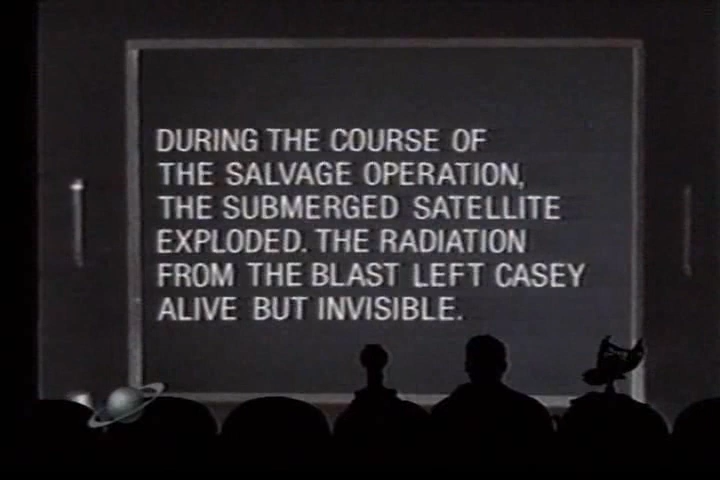 DURING THE COURSE OF
THE SALVAGE OPERATION,
THE SUBMERGED SATELLITE
EXPLODED. THE RADIATION
FROM THE BLAST LEFT CASEY
ALIVE BUT INVISIBLE.